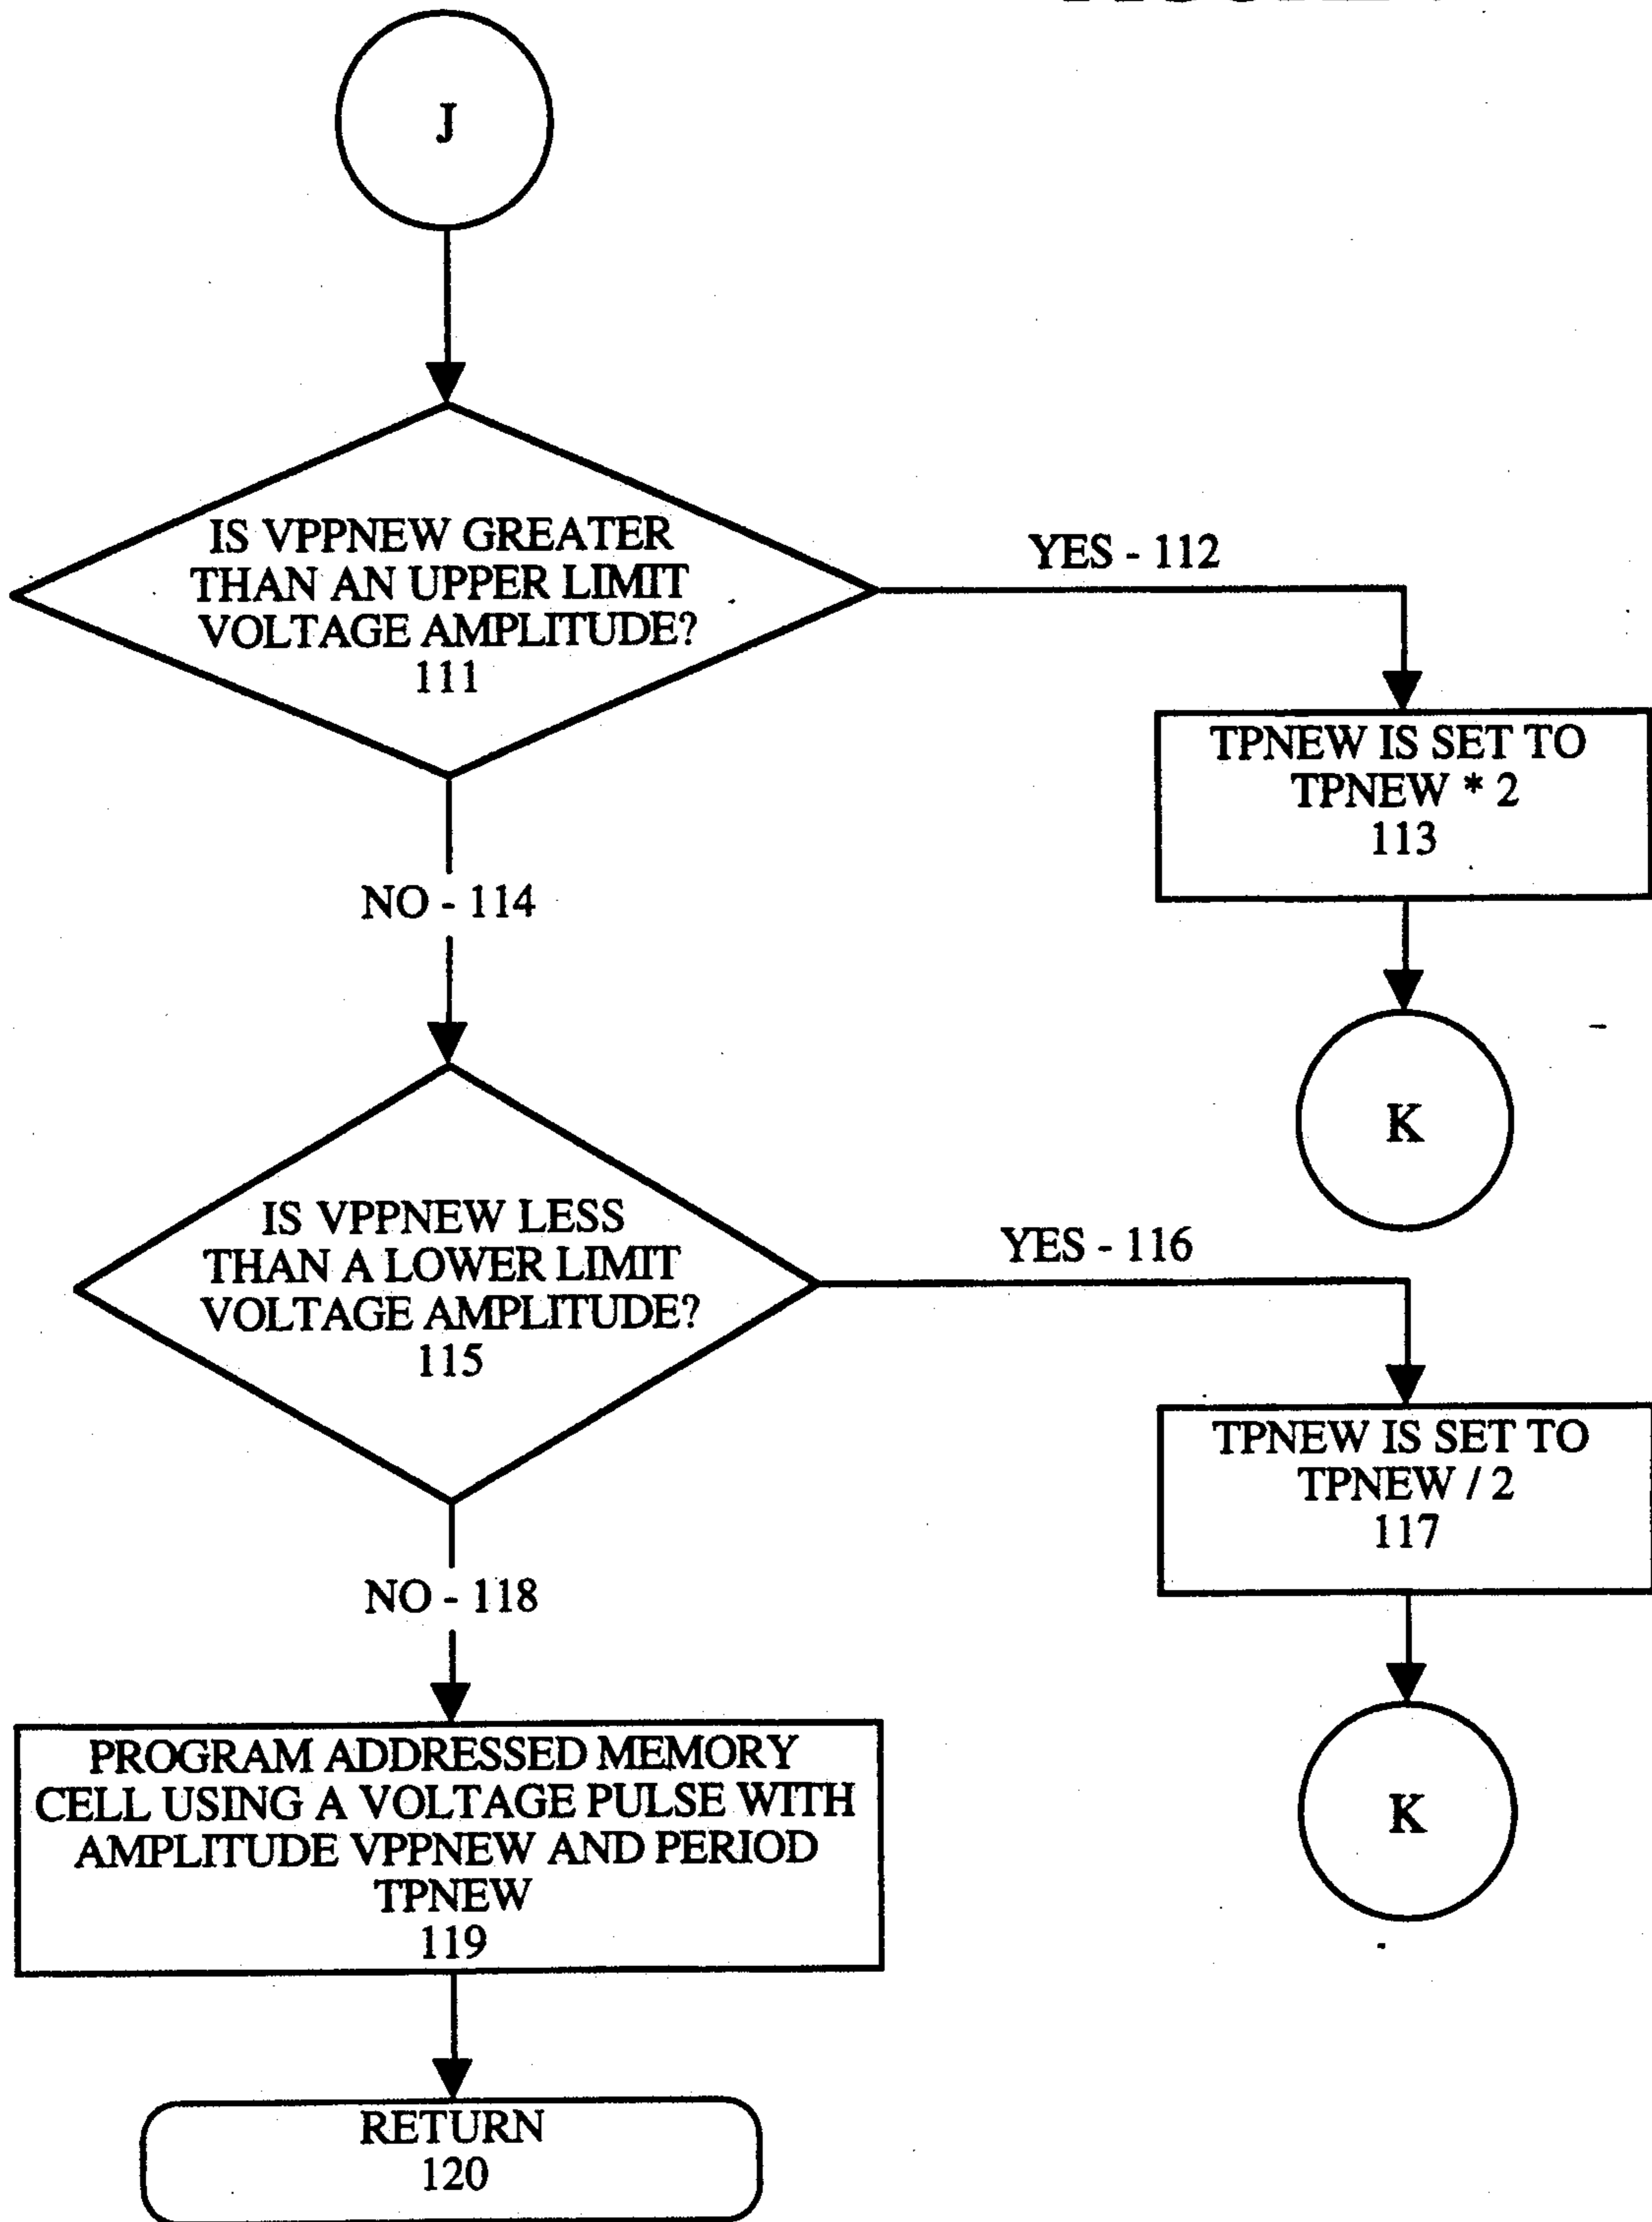 J
IS VPPNEW GREATER
THAN AN UPPER LIMIT
VOLTAGE AMPLITUDE?
111
YES - 112
TPNEW IS SET TO
TPNEW * 2
113
NO - 114
K
IS VPPNEW LESS
THAN A LOWER LIMIT
VOLTAGE AMPLITUDE?
115
YES - 116
TPNEW IS SET TO
TPNEW / 2
117
NO - 118
K
PROGRAM ADDRESSED MEMORY
CELL USING A VOLTAGE PULSE WITH
AMPLITUDE VPPNEW AND PERIOD
TPNEW
119
RETURN
120